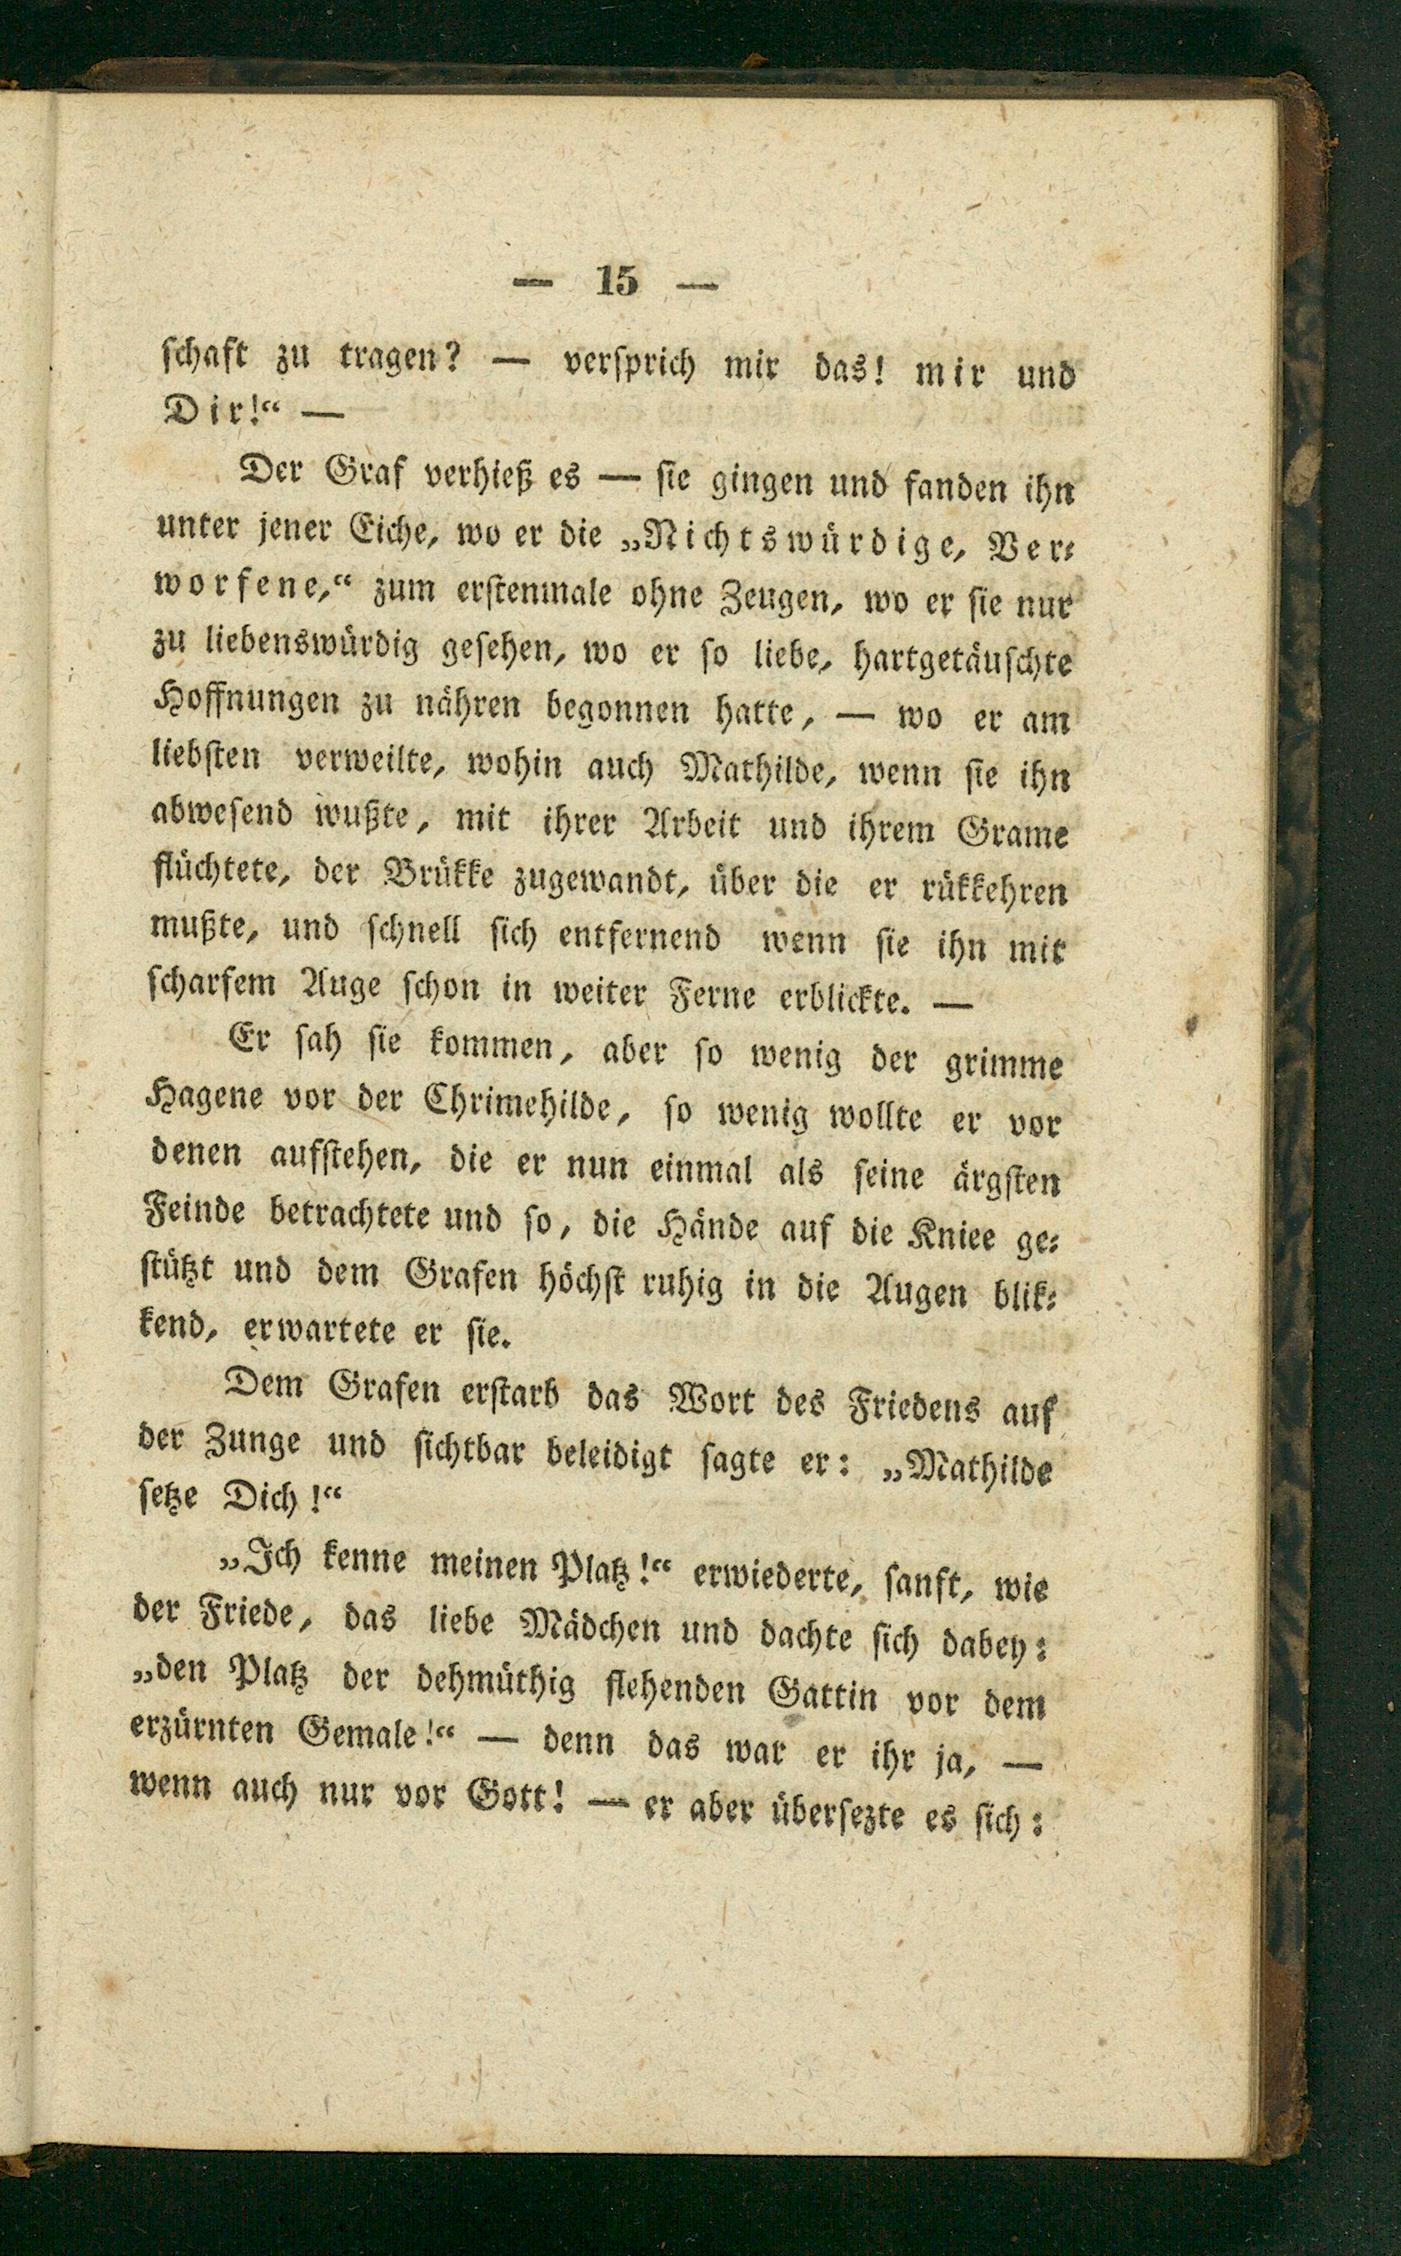 — 15 —
schaft zu tragen? — versprich mir das! mir und
Dir!“ —
Der Graf verhieß es — sie gingen und fanden ihn
unter jener Eiche, wo er die „Nichtswürdige, Ver-
worfene,“ zum erstenmale ohne Zeugen, wo er sie nur
zu liebenswürdig gesehen, wo er so liebe, hartgetäuschte
Hoffnungen zu nähren begonnen hatte, — wo er am
liebsten verweilte, wohin auch Mathilde, wenn sie ihn
abwesend wußte, mit ihrer Arbeit und ihrem Grame
flüchtete, der Brükke zugewandt, über die er rükkehren
mußte, und schnell sich entfernend wenn sie ihn mit
scharfem Auge schon in weiter Ferne erblickte. —
Er sah sie kommen, aber so wenig der grimme
Hagene vor der Chrimehilde, so wenig wollte er vor
denen aufstehen, die er nun einmal als seine ärgsten
Feinde betrachtete und so, die Hände auf die Kniee ge-
stützt und dem Grafen höchst ruhig in die Augen blik-
kend, erwartete er sie.
Dem Grafen erstarb das Wort des Friedens auf
der Zunge und sichtbar beleidigt sagte er: „Mathilde
setze Dich!“
„Ich kenne meinen Platz!“ erwiederte, sanft, wie
der Friede, das liebe Mädchen und dachte sich dabey:
„den Platz der dehmüthig flehenden Gattin vor dem
erzürnten Gemale!“ — denn das war er ihr ja, —
wenn auch nur vor Gott! — er aber übersezte es sich: